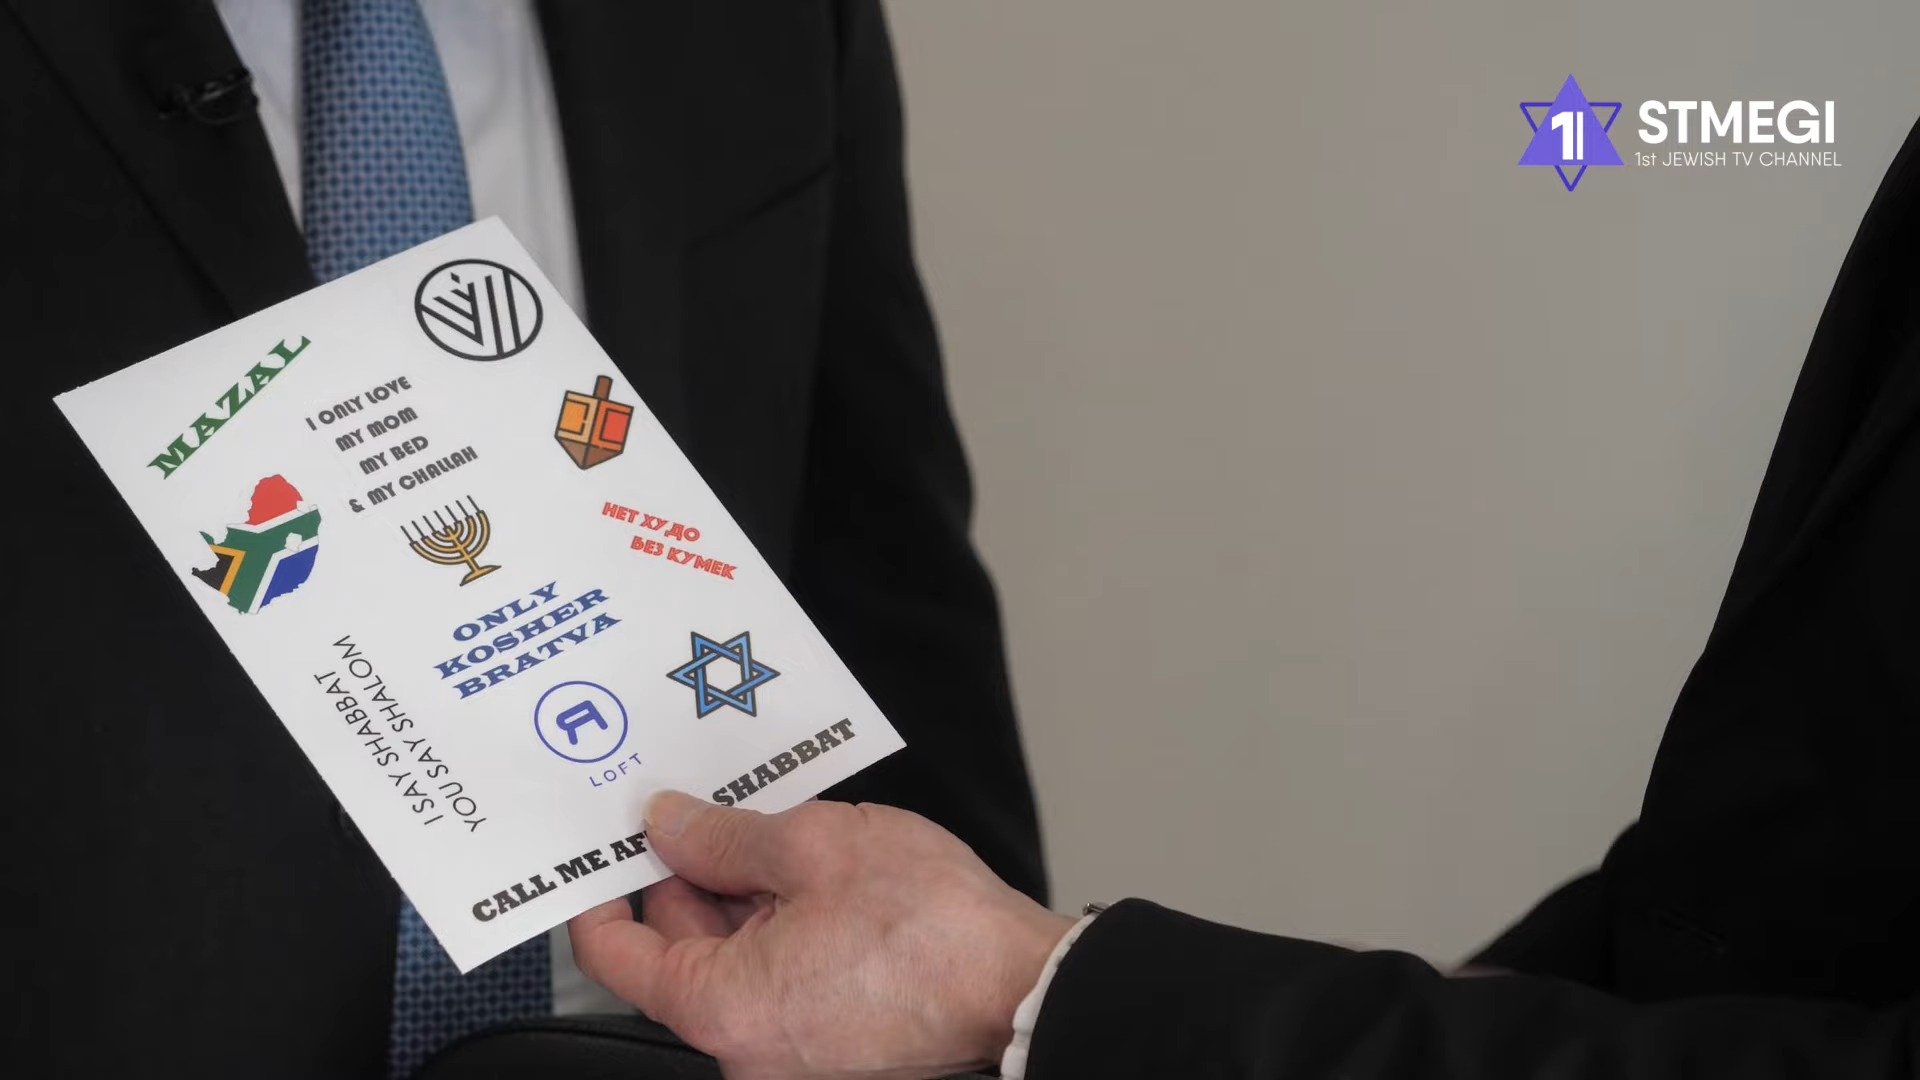 1 STMEGI
1st JEWISH TV CHANNEL
MAZAL
I ONLY LOVE
MY MOM
MY BED
& MY CHALLAH
НЕТ ХУДО
БЕЗ КУМЕК
ONLY
KOSHER
BRATVA
I SAY SHABBAT
YOU SAY SHALOM
Я
LOFT
CALL ME AF SHABBAT